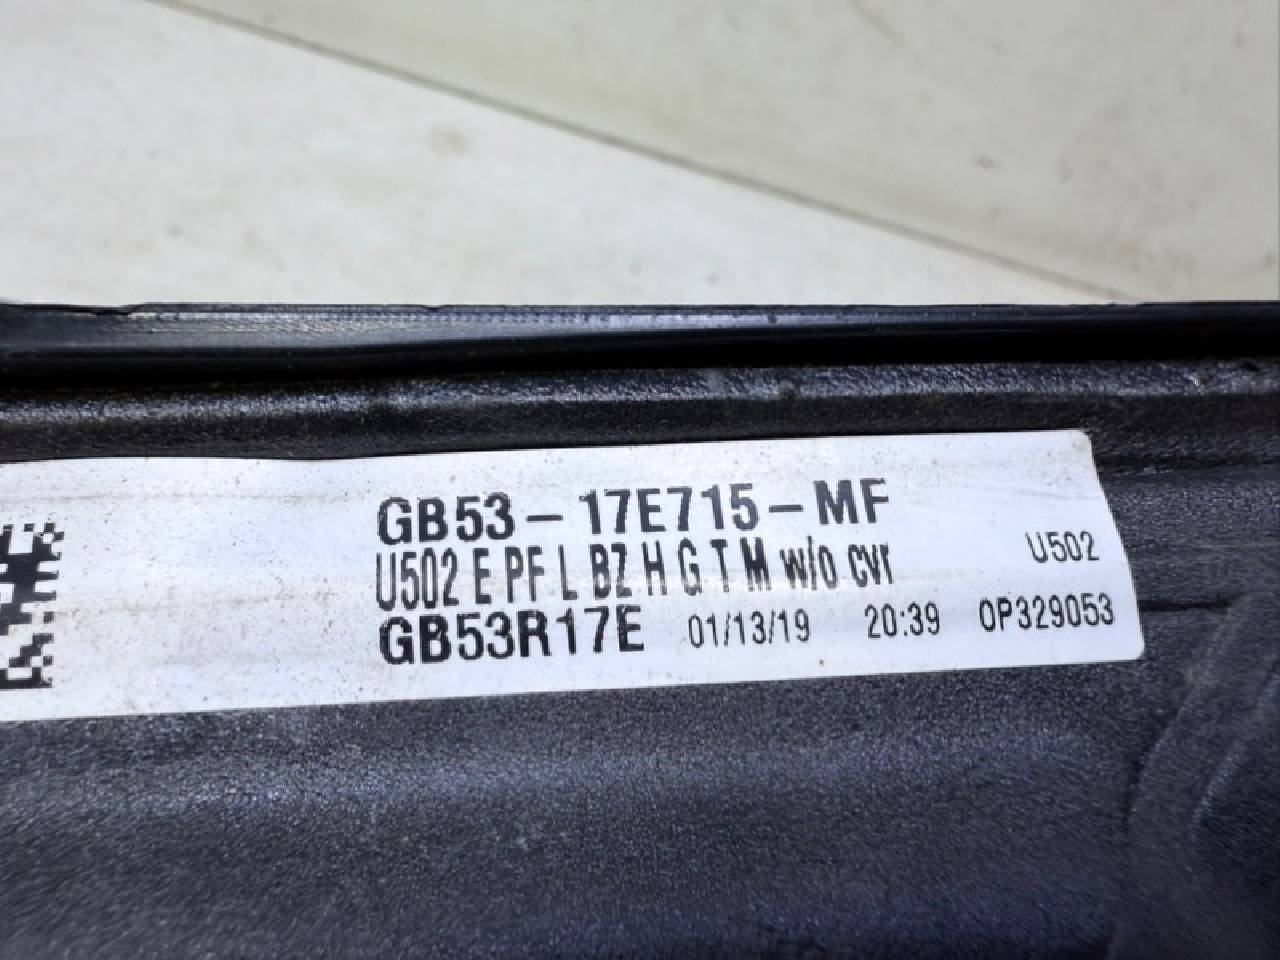 GB53-17E715-MF
U502 E PF L BZ H G T M w/o cvr U502
GB53R17E 01/13/19 20:39 0P329053